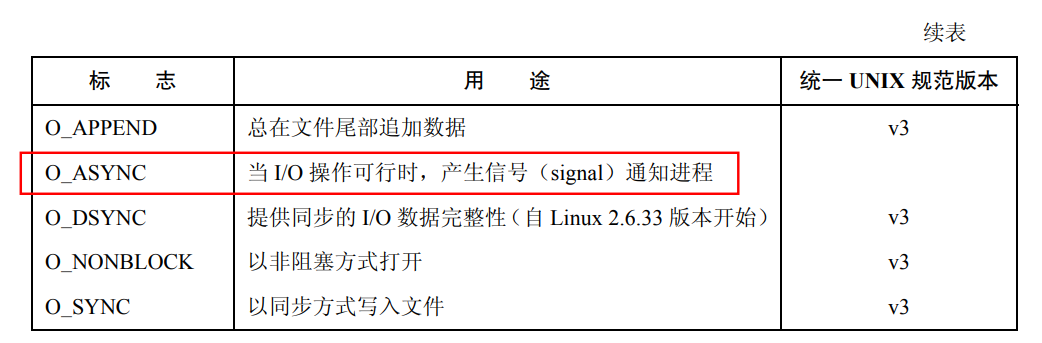 续表
标 志 用 途 统一 UNIX 规范版本
O_APPEND 总在文件尾部追加数据 v3
O_ASYNC 当 I/O 操作可行时，产生信号（signal）通知进程
O_DSYNC 提供同步的 I/O 数据完整性（自 Linux 2.6.33 版本开始） v3
O_NONBLOCK 以非阻塞方式打开 v3
O_SYNC 以同步方式写入文件 v3